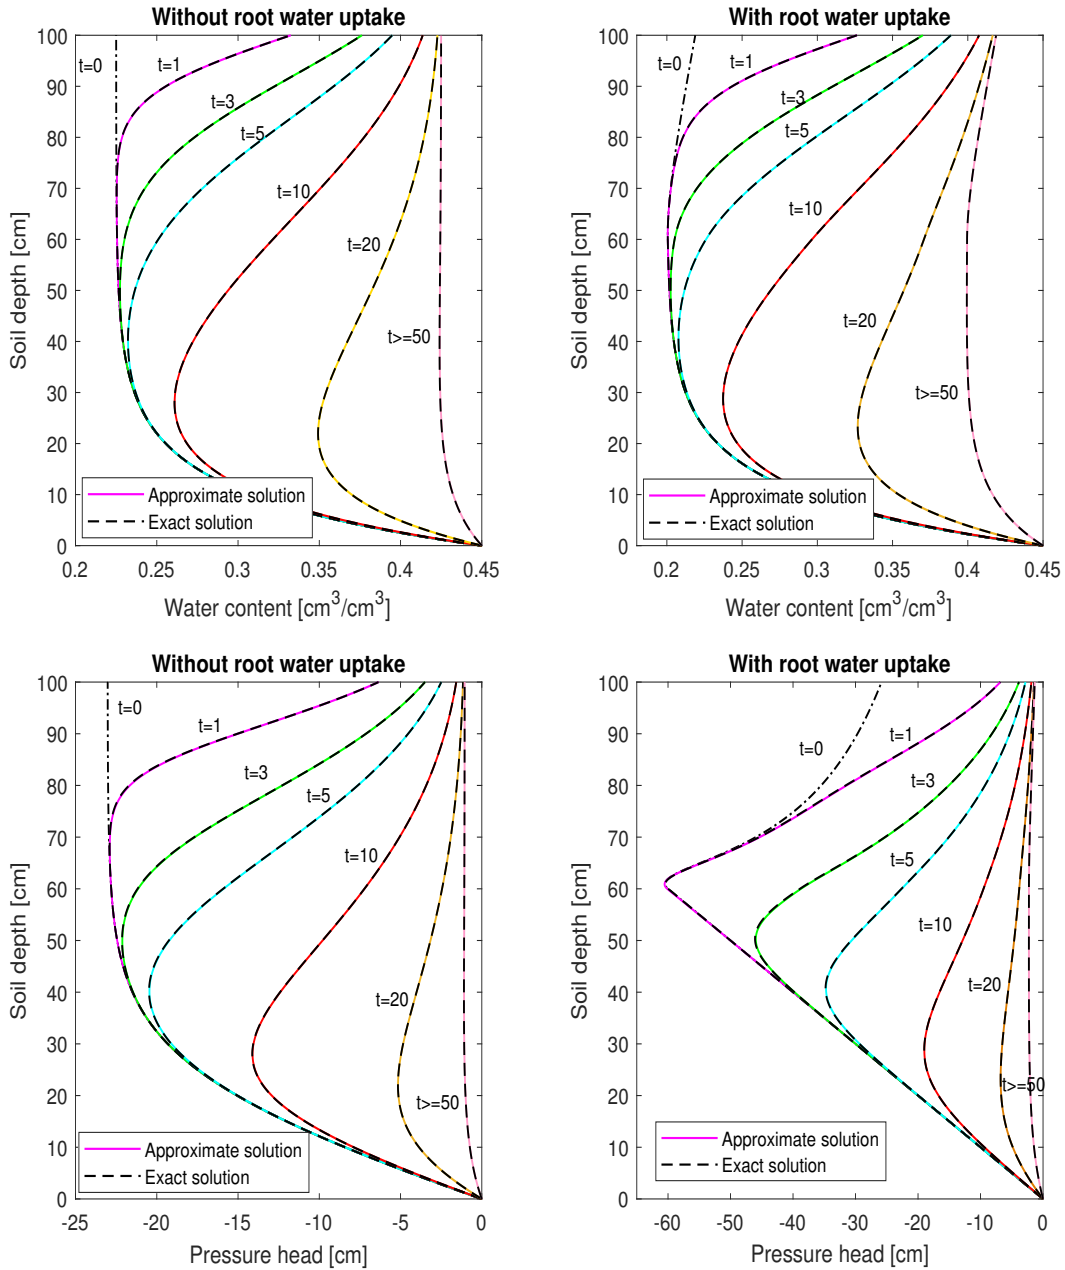 Without root water uptake
100
90
80
70
60
50
40
30
20
10
0
Soil depth [cm]
t=0
t=1
t=3
t=5
t=10
t=20
t>=50
Approximate solution
Exact solution
0.2 0.25 0.3 0.35 0.4 0.45
Water content [cm³/cm³]
With root water uptake
100
90
80
70
60
50
40
30
20
10
0
Soil depth [cm]
t=0
t=1
t=3
t=5
t=10
t=20
t>=50
Approximate solution
Exact solution
0.2 0.25 0.3 0.35 0.4 0.45
Water content [cm³/cm³]
Without root water uptake
100
90
80
70
60
50
40
30
20
10
0
Soil depth [cm]
t=0
t=1
t=3
t=5
t=10
t=20
t>=50
Approximate solution
Exact solution
-25 -20 -15 -10 -5 0
Pressure head [cm]
With root water uptake
100
90
80
70
60
50
40
30
20
10
0
Soil depth [cm]
t=0
t=1
t=3
t=5
t=10
t=20
t>=50
Approximate solution
Exact solution
-60 -50 -40 -30 -20 -10 0
Pressure head [cm]